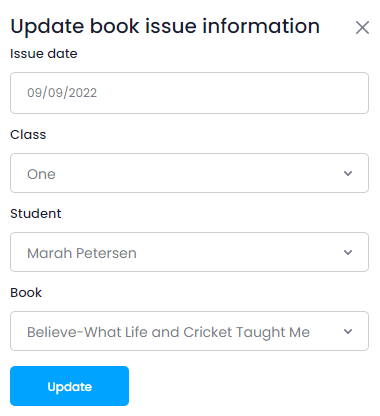 Update book issue information
Issue date
09/09/2022
Class
One
Student
Marah Petersen
Book
Believe-What Life and Cricket Taught Me
Update